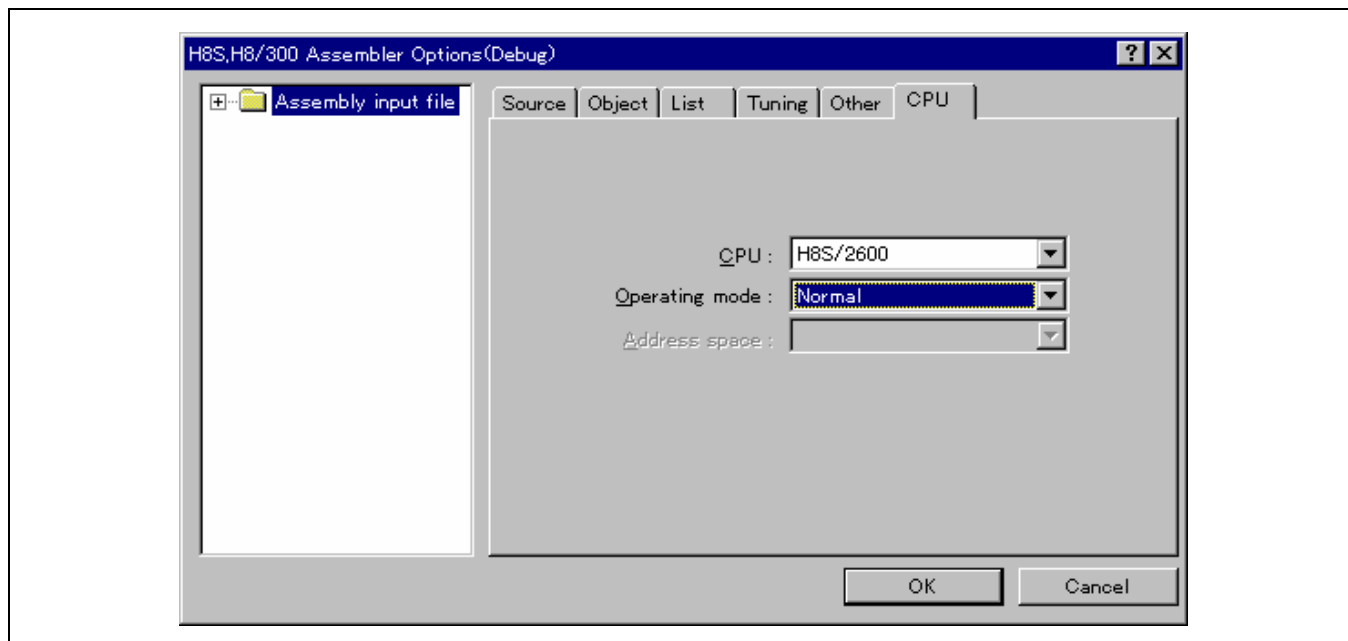 H8S,H8/300 Assembler Options(Debug)
Assembly input file
Source Object List Tuning Other CPU
CPU : H8S/2600
Operating mode : Normal
Address space :
OK Cancel